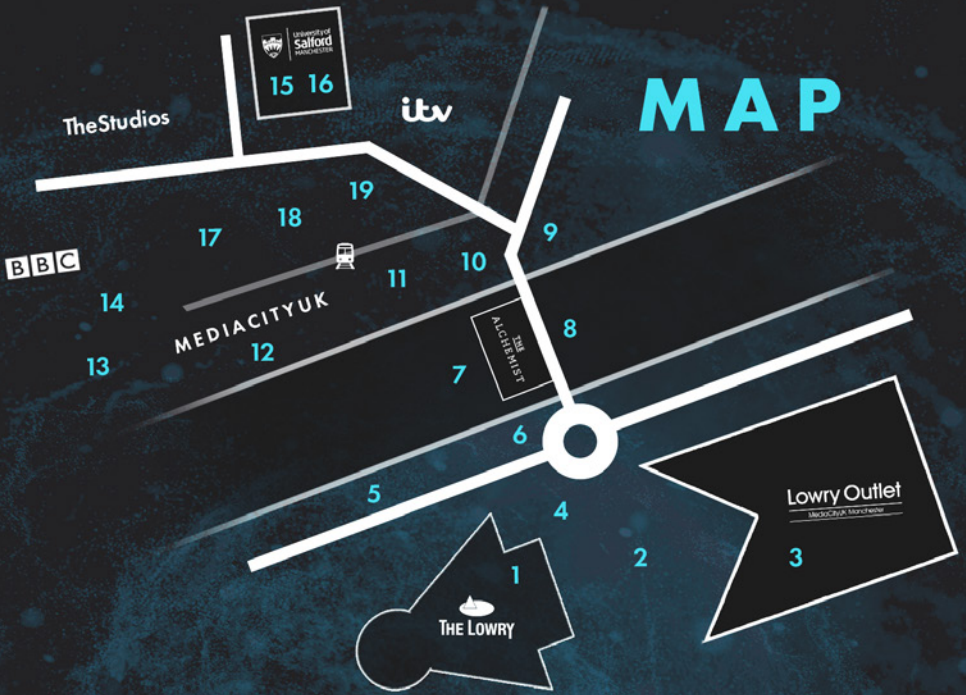 University of
Salford
MANCHESTER
15 16
itv
MAP
TheStudios
19
18
17
9
10
BBC
11
14
MEDIACITYUK
8
THE
ALCHEMIST
12
13
7
6
5
Lowry Outlet
MediaCityUK Manchester
4
2
3
1
THE LOWRY